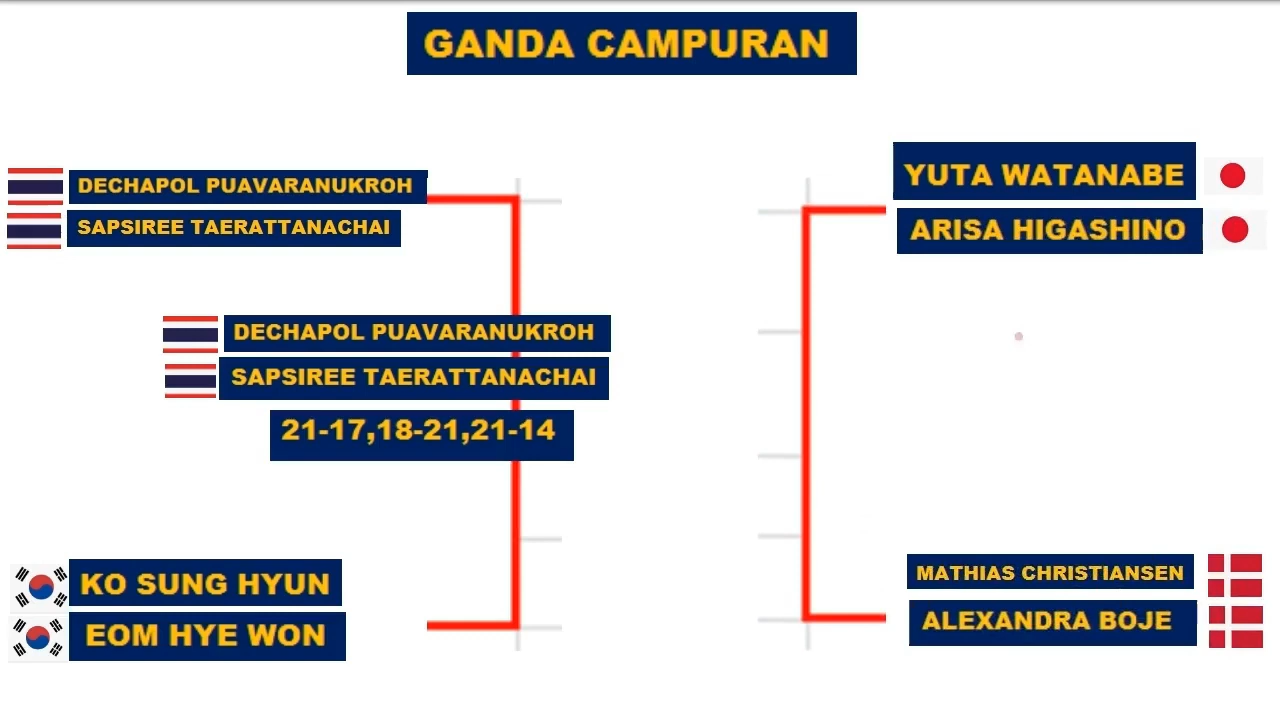 GANDA CAMPURAN
DECHAPOL PUAVARANUKROH
SAPSIREE TAERATTANACHAI
DECHAPOL PUAVARANUKROH
SAPSIREE TAERATTANACHAI
21-17,18-21,21-14
KO SUNG HYUN
EOM HYE WON
YUTA WATANABE
ARISA HIGASHINO
MATHIAS CHRISTIANSEN
ALEXANDRA BOJE